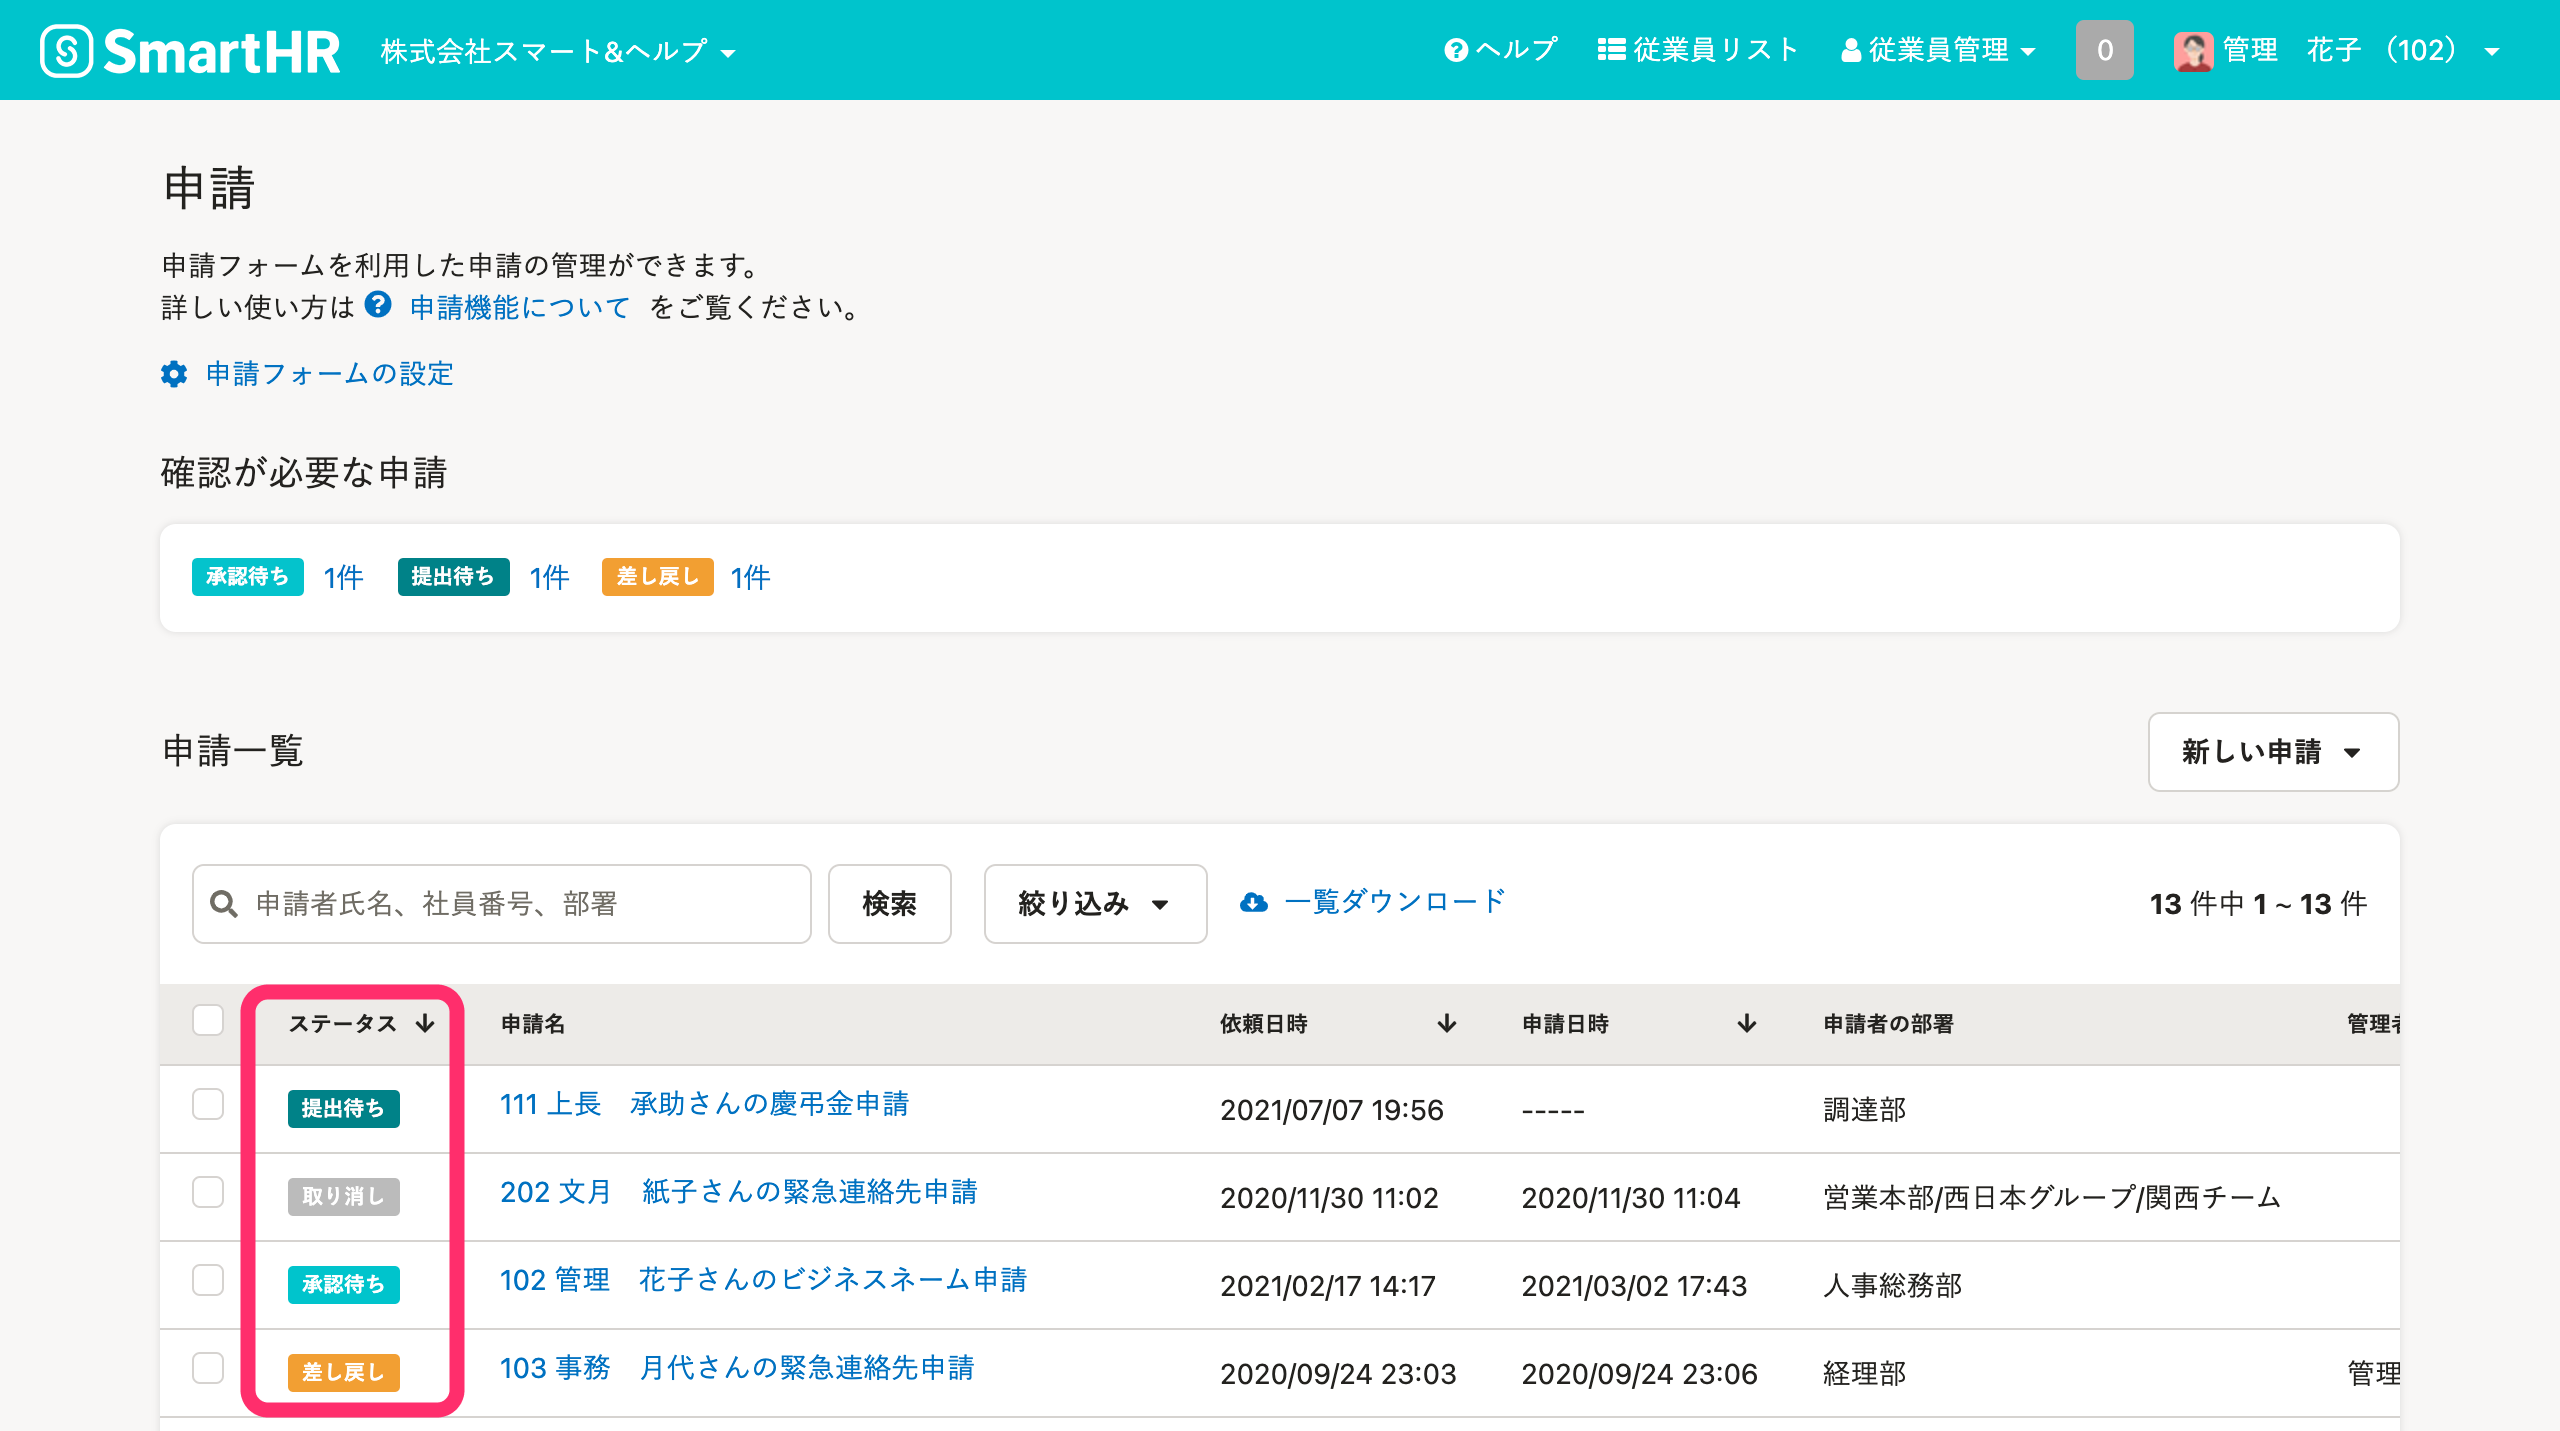 SmartHR 株式会社スマート&ヘルプ ヘルプ 従業員リスト 従業員管理 0 管理 花子 (102)
申請
申請フォームを利用した申請の管理ができます。
詳しい使い方は 申請機能について をご覧ください。
申請フォームの設定
確認が必要な申請
承認待ち 1件 提出待ち 1件 差し戻し 1件
申請一覧 新しい申請
申請者氏名、社員番号、部署 検索 絞り込み 一覧ダウンロード 13 件中 1 ~ 13 件
ステータス 申請名 依頼日時 申請日時 申請者の部署 管理
提出待ち 111 上長 承助さんの慶弔金申請 2021/07/07 19:56 ----- 調達部
取り消し 202 文月 紙子さんの緊急連絡先申請 2020/11/30 11:02 2020/11/30 11:04 営業本部/西日本グループ/関西チーム
承認待ち 102 管理 花子さんのビジネスネーム申請 2021/02/17 14:17 2021/03/02 17:43 人事総務部
差し戻し 103 事務 月代さんの緊急連絡先申請 2020/09/24 23:03 2020/09/24 23:06 経理部 管理